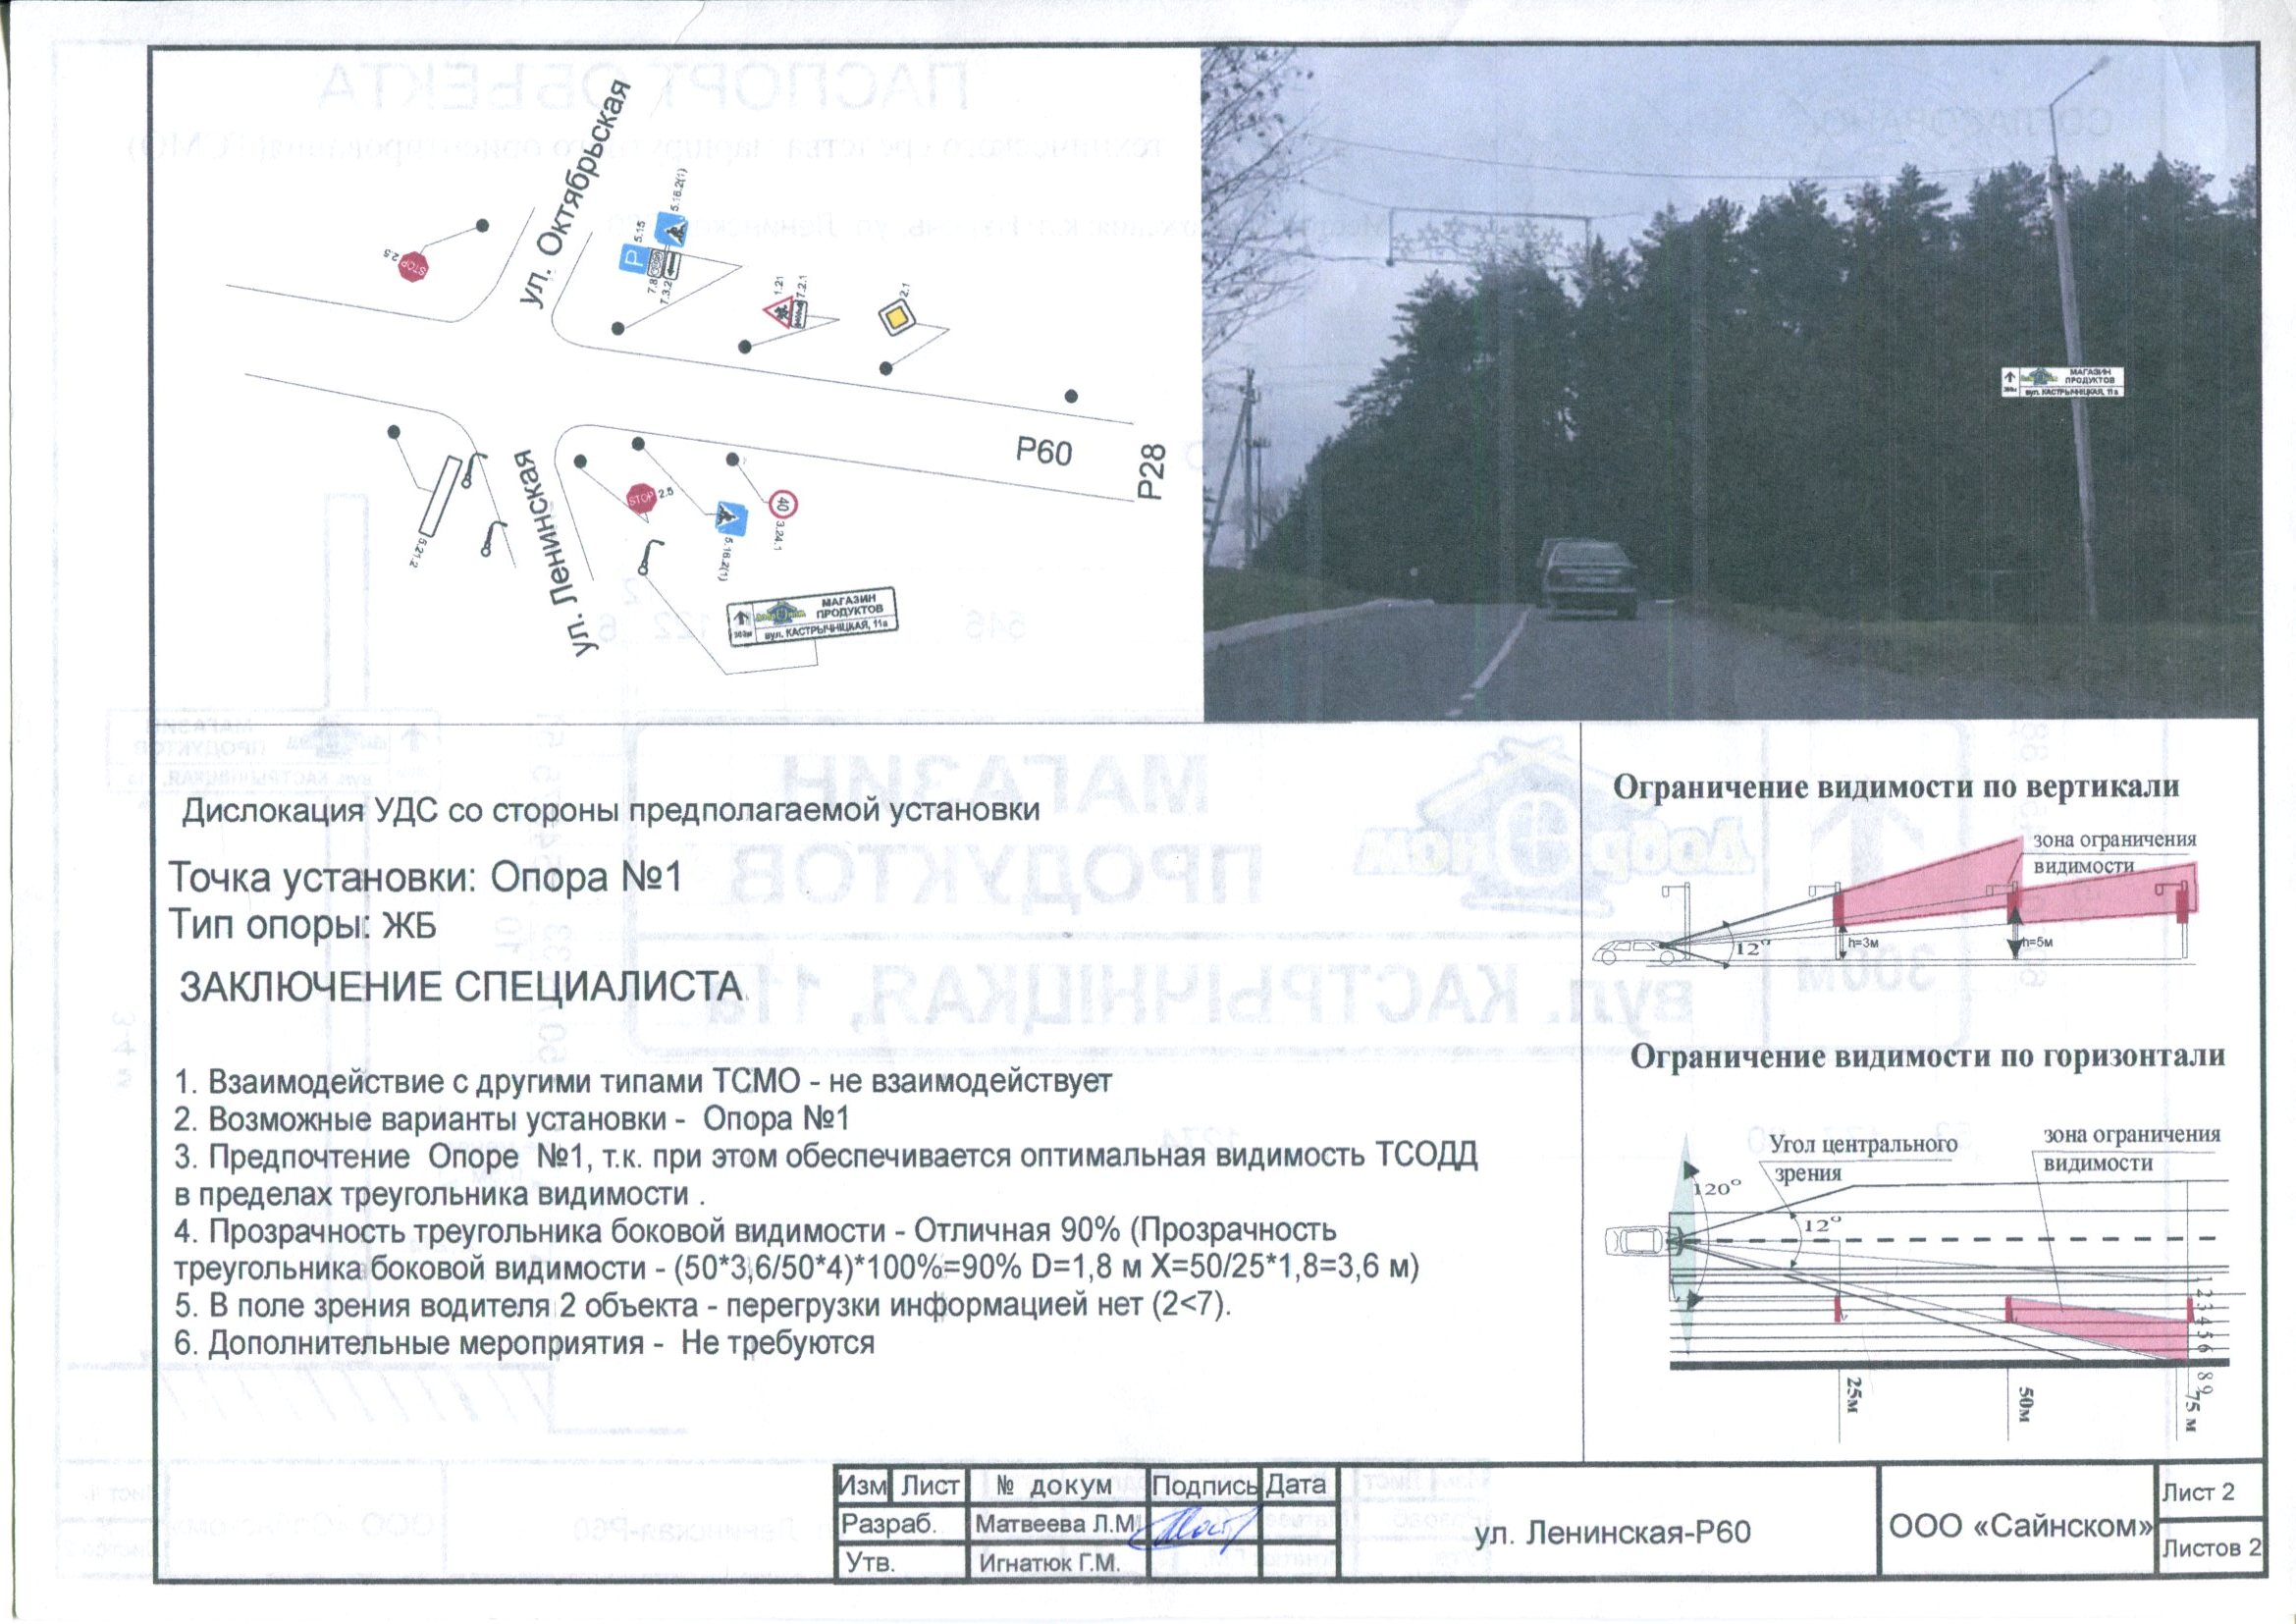 ул. Октябрьская
STOP
2.5
P
5.15
5.16.2(1)
7.3.2
1.21
7.2.1
2.1
P60
P28
ул. Ленинская
5.21.2
STOP
2.5
5.16.2(1)
40
3.24.1
МАГАЗИН
ПРОДУКТОВ
вул. КАСТРЫЧНІЦКАЯ, 11а
МАГАЗИН
ПРОДУКТОВ
вул. КАСТРЫЧНІЦКАЯ, 11а
Дислокация УДС со стороны предполагаемой установки
Точка установки: Опора №1
Тип опоры: ЖБ
ЗАКЛЮЧЕНИЕ СПЕЦИАЛИСТА
1. Взаимодействие с другими типами ТСМО - не взаимодействует
2. Возможные варианты установки - Опора №1
3. Предпочтение Опоре №1, т.к. при этом обеспечивается оптимальная видимость ТСОДД
в пределах треугольника видимости .
4. Прозрачность треугольника боковой видимости - Отличная 90% (Прозрачность
треугольника боковой видимости - (50*3,6/50*4)*100%=90% D=1,8 м X=50/25*1,8=3,6 м)
5. В поле зрения водителя 2 объекта - перегрузки информацией нет (2<7).
6. Дополнительные мероприятия - Не требуются
Ограничение видимости по вертикали
зона ограничения
видимости
12°
h=3м
h=5м
Ограничение видимости по горизонтали
Угол центрального
зрения
зона ограничения
видимости
120°
12°
1 2 3 4 5 6 8 9
25м
50м
75 м
Изм Лист № докум Подпись Дата
Разраб. Матвеева Л.М
Утв. Игнатюк Г.М.
ул. Ленинская-Р60
ООО «Сайнском»
Лист 2
Листов 2